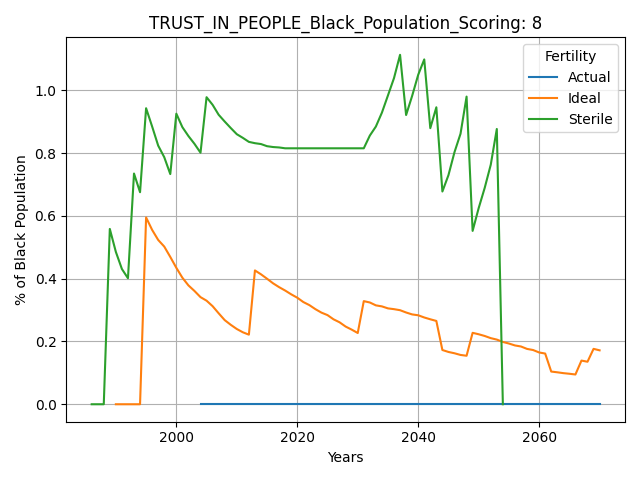 TRUST_IN_PEOPLE_Black_Population_Scoring: 8
Fertility
Actual
Ideal
Sterile
% of Black Population
1.0
0.8
0.6
0.4
0.2
0.0
2000 2020 2040 2060
Years